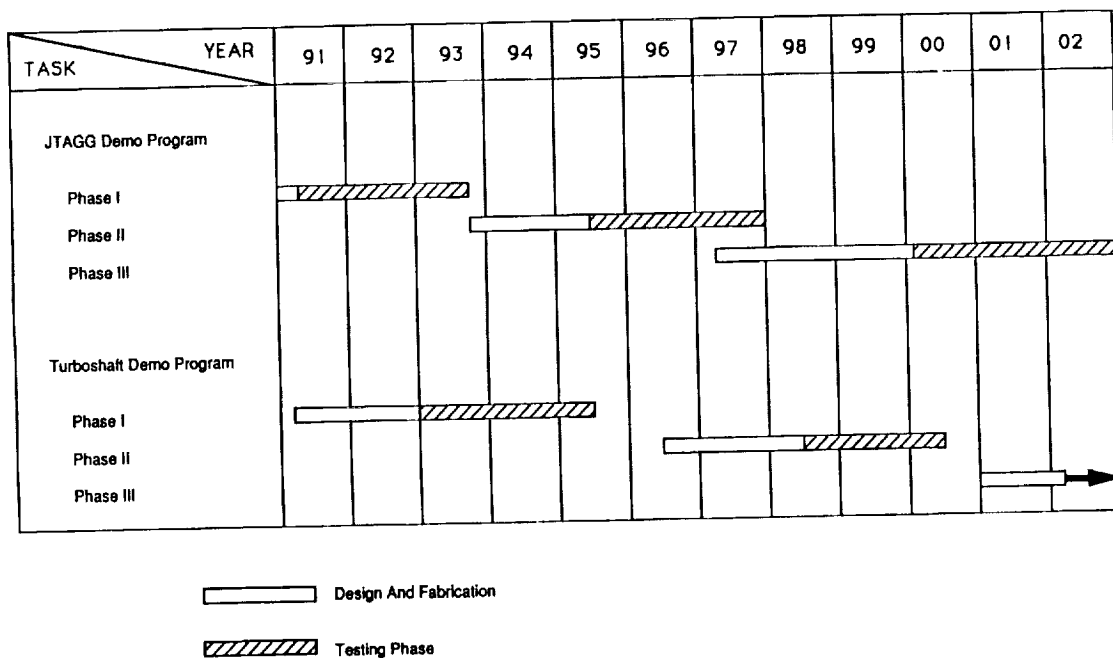 YEAR
TASK
91 92 93 94 95 96 97 98 99 00 01 02
JTAGG Demo Program
Phase I
Phase II
Phase III
Turboshaft Demo Program
Phase I
Phase II
Phase III
Design And Fabrication
Testing Phase